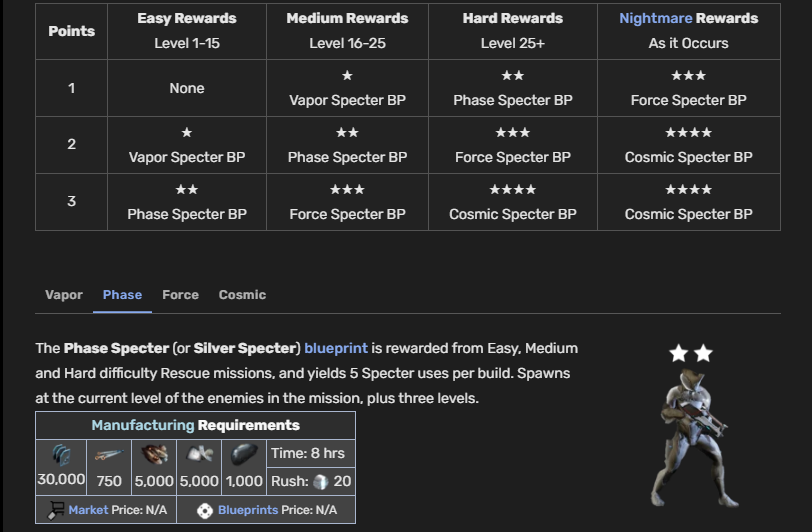 Points
Easy Rewards
Level 1-15
Medium Rewards
Level 16-25
Hard Rewards
Level 25+
Nightmare Rewards
As it Occurs
1
None
★
Vapor Specter BP
★★
Phase Specter BP
★★★
Force Specter BP
2
★
Vapor Specter BP
★★
Phase Specter BP
★★★
Force Specter BP
★★★★
Cosmic Specter BP
3
★★
Phase Specter BP
★★★
Force Specter BP
★★★★
Cosmic Specter BP
★★★★
Cosmic Specter BP
Vapor Phase Force Cosmic
The Phase Specter (or Silver Specter) blueprint is rewarded from Easy, Medium
and Hard difficulty Rescue missions, and yields 5 Specter uses per build. Spawns
at the current level of the enemies in the mission, plus three levels.
★★
Manufacturing Requirements
30,000 750 5,000 5,000 1,000
Time: 8 hrs
Rush: 20
Market Price: N/A Blueprints Price: N/A